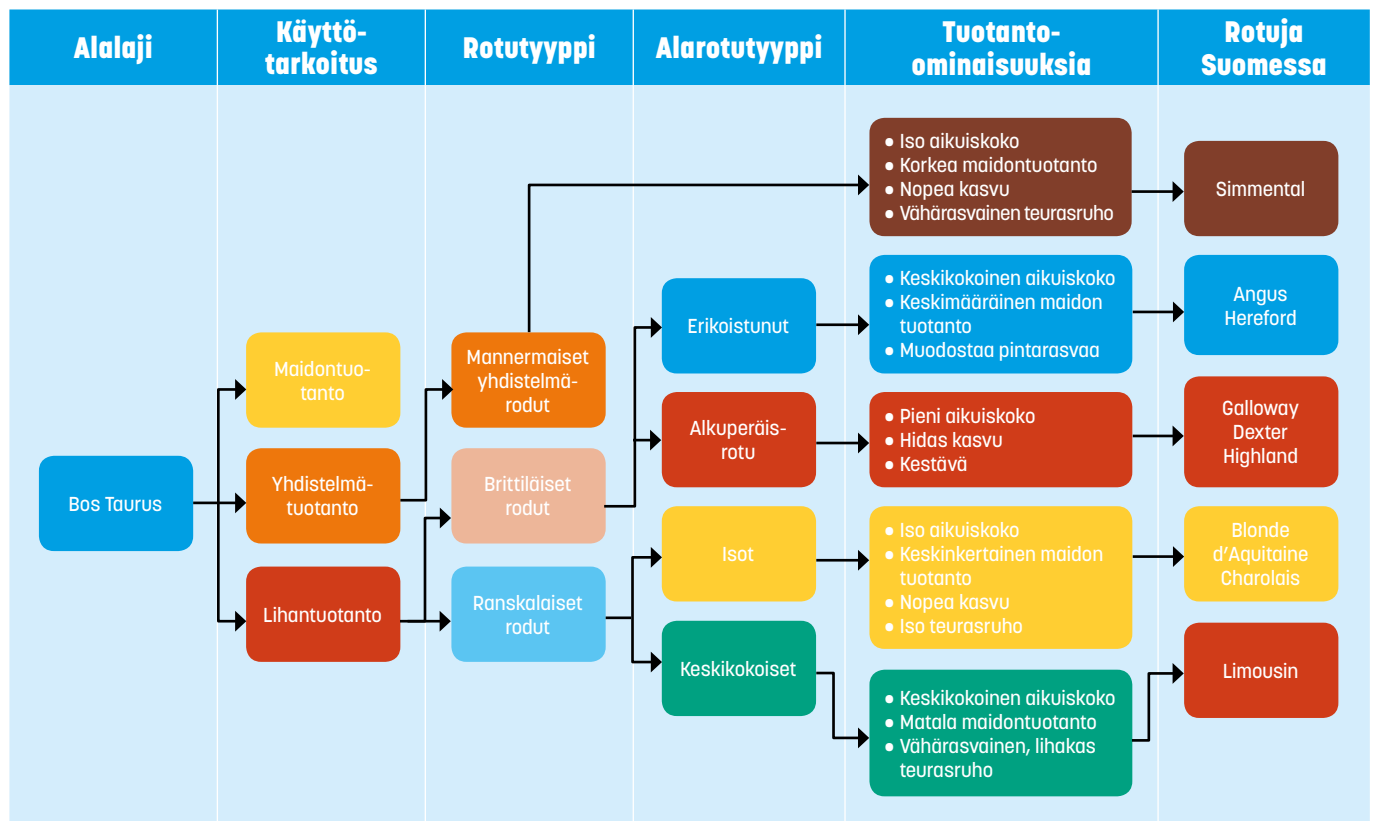 Alalaji
Käyttö-
tarkoitus
Rotutyyppi
Alarotutyyppi
Tuotanto-
ominaisuuksia
Rotuja
Suomessa
Bos Taurus
Maidontuo-
tanto
Yhdistelmä-
tuotanto
Lihantuotanto
Mannermaiset
yhdistelmä-
rodut
Brittiläiset
rodut
Ranskalaiset
rodut
Erikoistunut
Alkuperäis-
rotu
Isot
Keskikokoiset
• Iso aikuiskoko
• Korkea maidontuotanto
• Nopea kasvu
• Vähärasvainen teurasruho
• Keskikokoinen aikuiskoko
• Keskimääräinen maidon
tuotanto
• Muodostaa pintarasvaa
• Pieni aikuiskoko
• Hidas kasvu
• Kestävä
• Iso aikuiskoko
• Keskinkertainen maidon
tuotanto
• Nopea kasvu
• Iso teurasruho
• Keskikokoinen aikuiskoko
• Matala maidontuotanto
• Vähärasvainen, lihakas
teurasruho
Simmental
Angus
Hereford
Galloway
Dexter
Highland
Blonde
d’Aquitaine
Charolais
Limousin